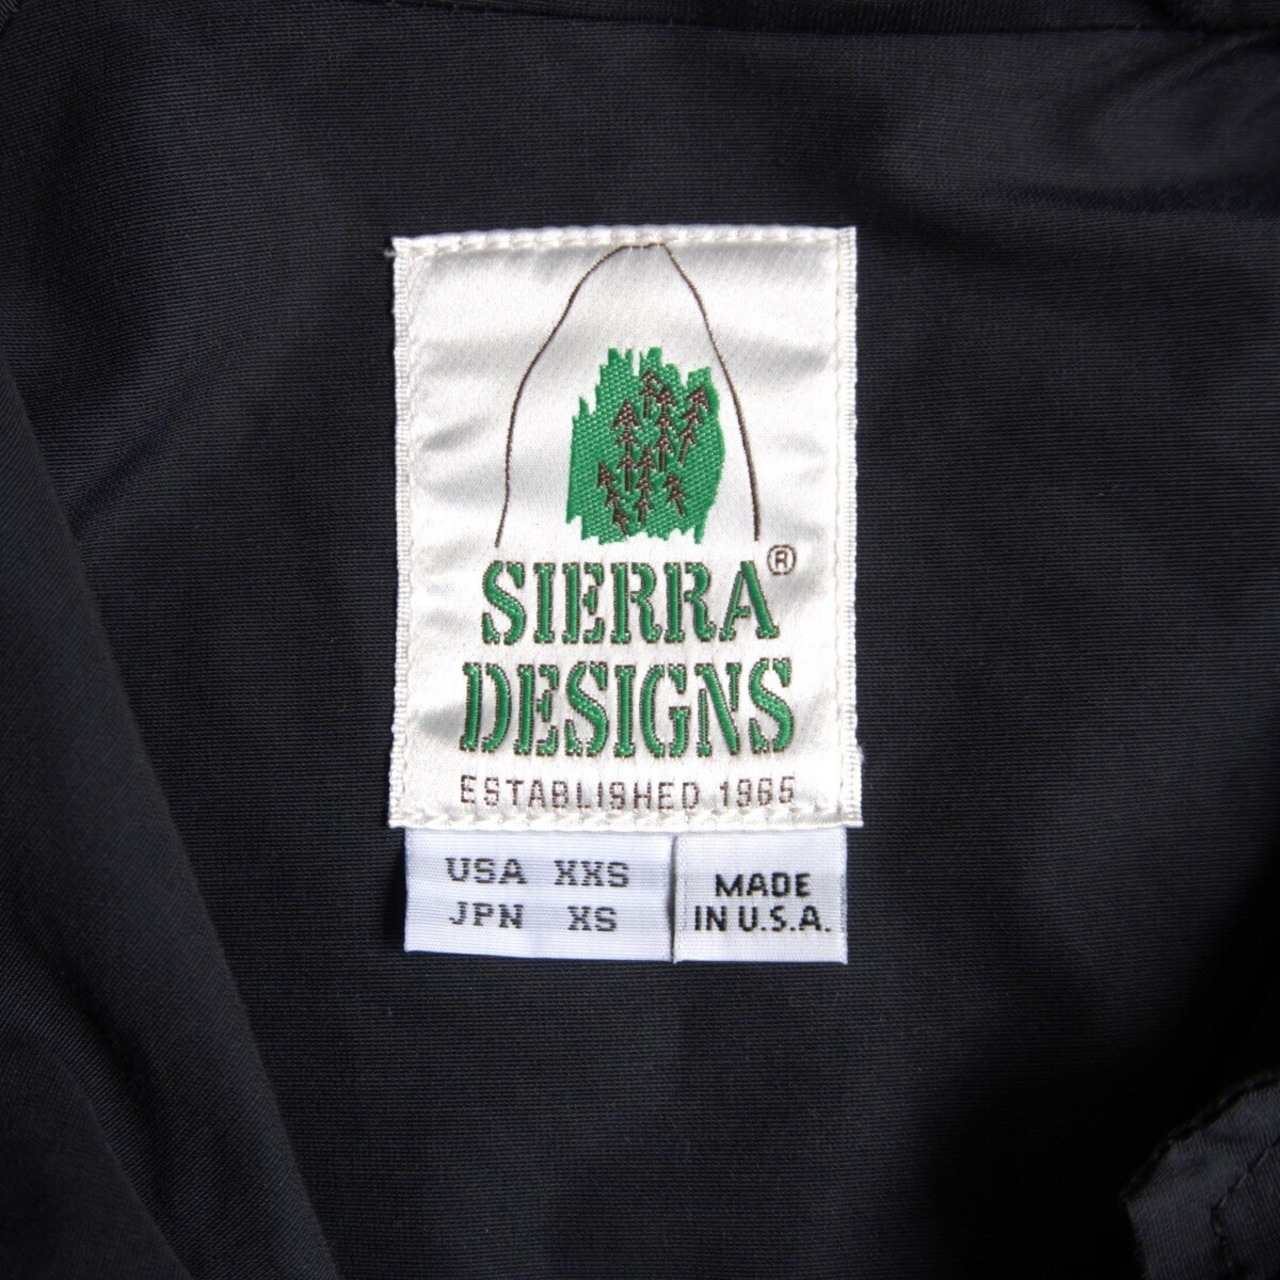 SIERRA®
DESIGNS
ESTABLISHED 1965
USA XXS
JPN XS
MADE
IN U.S.A.